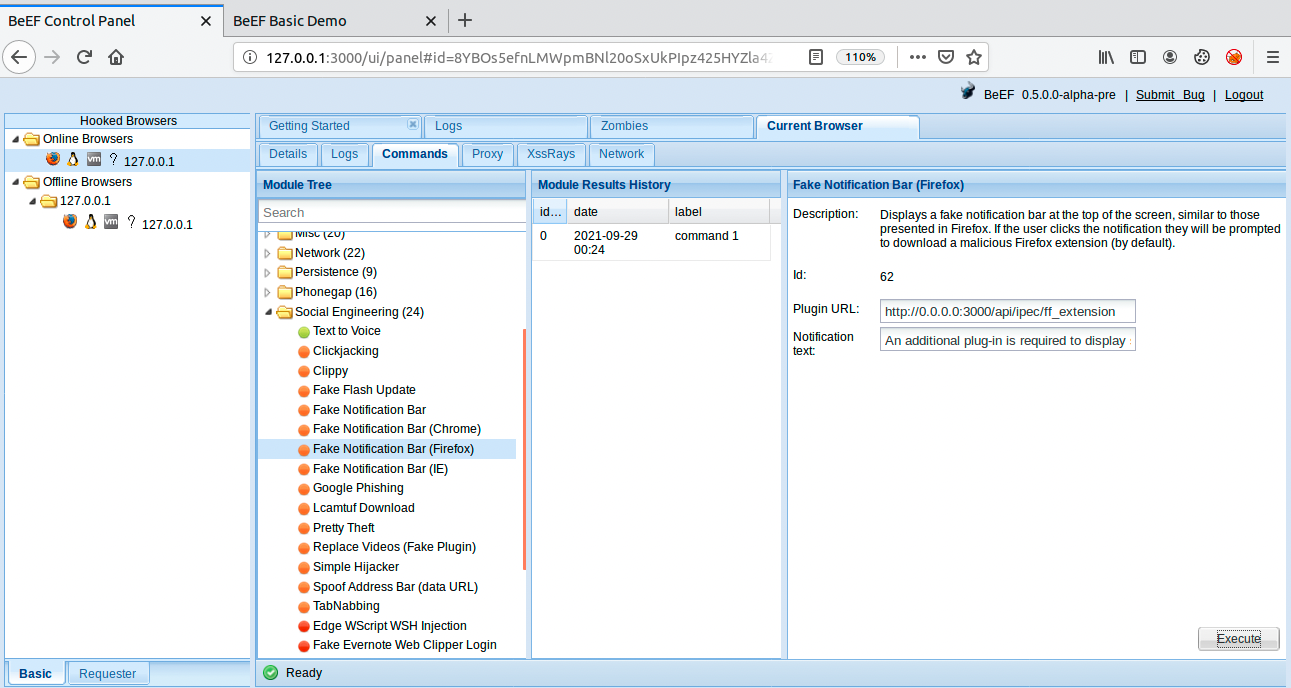 BeEF Control Panel
BeEF Basic Demo
127.0.0.1:3000/ui/panel#id=8YBOs5efnLMWpmBNl20oSxUkPIpz425HYZla4Z
110%
BeEF 0.5.0.0-alpha-pre | Submit Bug | Logout
Hooked Browsers
Online Browsers
? 127.0.0.1
Offline Browsers
127.0.0.1
? 127.0.0.1
Basic
Requester
Getting Started
Logs
Zombies
Current Browser
Details
Logs
Commands
Proxy
XssRays
Network
Module Tree
Search
Misc (20)
Network (22)
Persistence (9)
Phonegap (16)
Social Engineering (24)
Text to Voice
Clickjacking
Clippy
Fake Flash Update
Fake Notification Bar
Fake Notification Bar (Chrome)
Fake Notification Bar (Firefox)
Fake Notification Bar (IE)
Google Phishing
Lcamtuf Download
Pretty Theft
Replace Videos (Fake Plugin)
Simple Hijacker
Spoof Address Bar (data URL)
TabNabbing
Edge WScript WSH Injection
Fake Evernote Web Clipper Login
Module Results History
id... date label
0 2021-09-29 command 1
00:24
Fake Notification Bar (Firefox)
Description: Displays a fake notification bar at the top of the screen, similar to those
presented in Firefox. If the user clicks the notification they will be prompted
to download a malicious Firefox extension (by default).
Id: 62
Plugin URL: http://0.0.0.0:3000/api/ipec/ff_extension
Notification An additional plug-in is required to display
text:
Execute
Ready